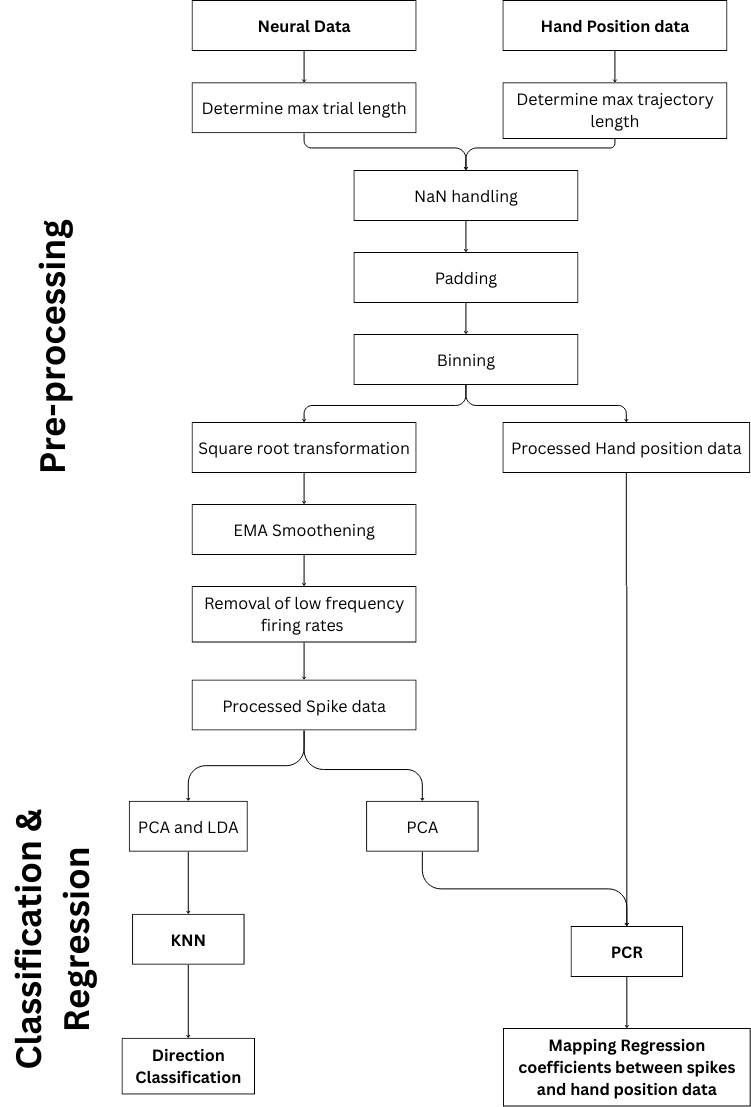 Neural Data
Hand Position data
Determine max trial length
Determine max trajectory
length
NaN handling
Padding
Binning
Pre-processing
Square root transformation
Processed Hand position data
EMA Smoothening
Removal of low frequency
firing rates
Processed Spike data
Classification &
Regression
PCA and LDA
PCA
KNN
PCR
Direction
Classification
Mapping Regression
coefficients between spikes
and hand position data